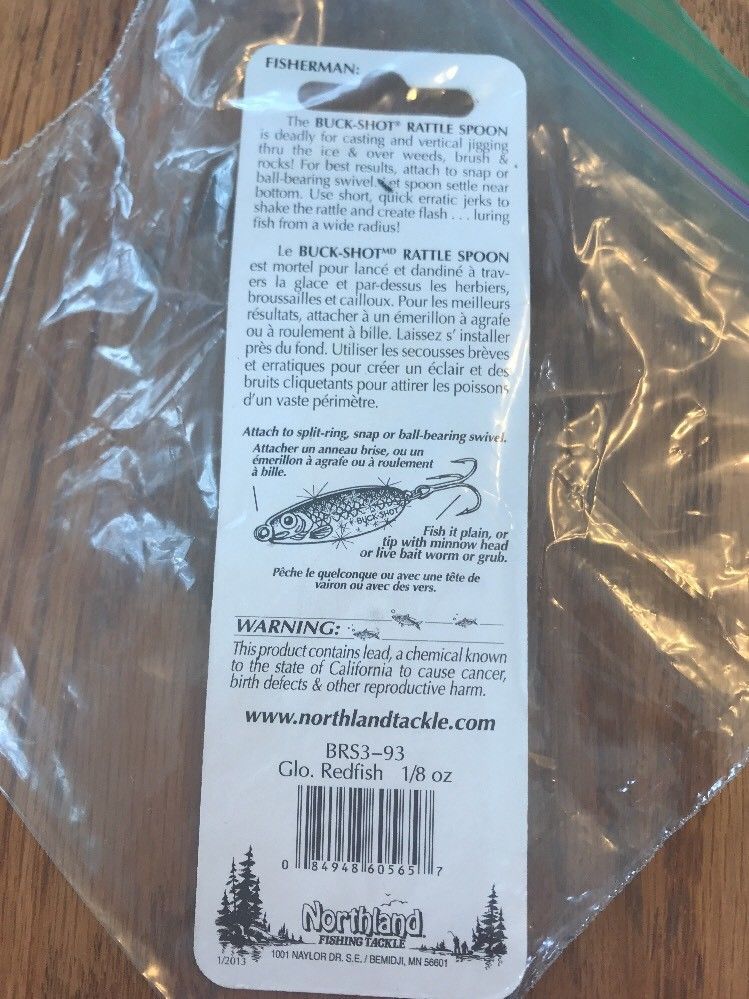 FISHERMAN:
The BUCK-SHOT® RATTLE SPOON
is deadly for casting and vertical jigging
thru the ice & over weeds, brush &
rocks! For best results, attach to snap or
ball-bearing swivel. et spoon settle near
bottom. Use short, quick erratic jerks to
shake the rattle and create flash . . . luring
fish from a wide radius!
Le BUCK-SHOTMD RATTLE SPOON
est mortel pour lancé et dandiné à trav-
ers la glace et par-dessus les herbiers,
broussailles et cailloux. Pour les meilleurs
résultats, attacher à un émerillon à agrafe
ou à roulement à bille. Laissez s' installer
près du fond. Utiliser les secousses brèves
et erratiques pour créer un éclair et des
bruits cliquetants pour attirer les poissons
d'un vaste périmètre.
Attach to split-ring, snap or ball-bearing swivel.
Attacher un anneau brise, ou un
émerillon à agrafe ou à roulement
à bille.
BUCK-SHOT
Fish it plain, or
tip with minnow head
or live bait worm or grub.
Pêche le quelconque ou avec une tête de
vairon ou avec des vers.
WARNING:
This product contains lead, a chemical known
to the state of California to cause cancer,
birth defects & other reproductive harm.
www.northlandtackle.com
BRS3-93
Glo. Redfish 1/8 oz
0 84948 60565 7
Northland
FISHING TACKLE
1/2013 1001 NAYLOR DR. S.E. / BEMIDJI, MN 56601